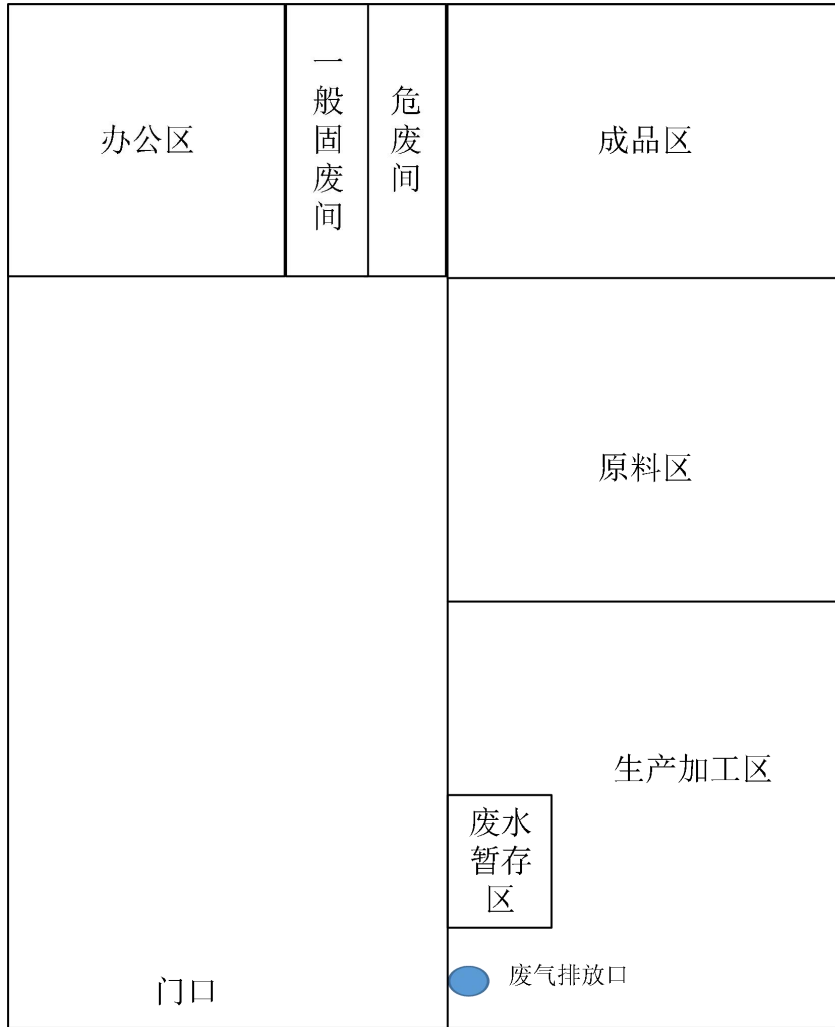 办公区
一般固废间
危废间
成品区
原料区
生产加工区
废水
暂存
区
废气排放口
门口